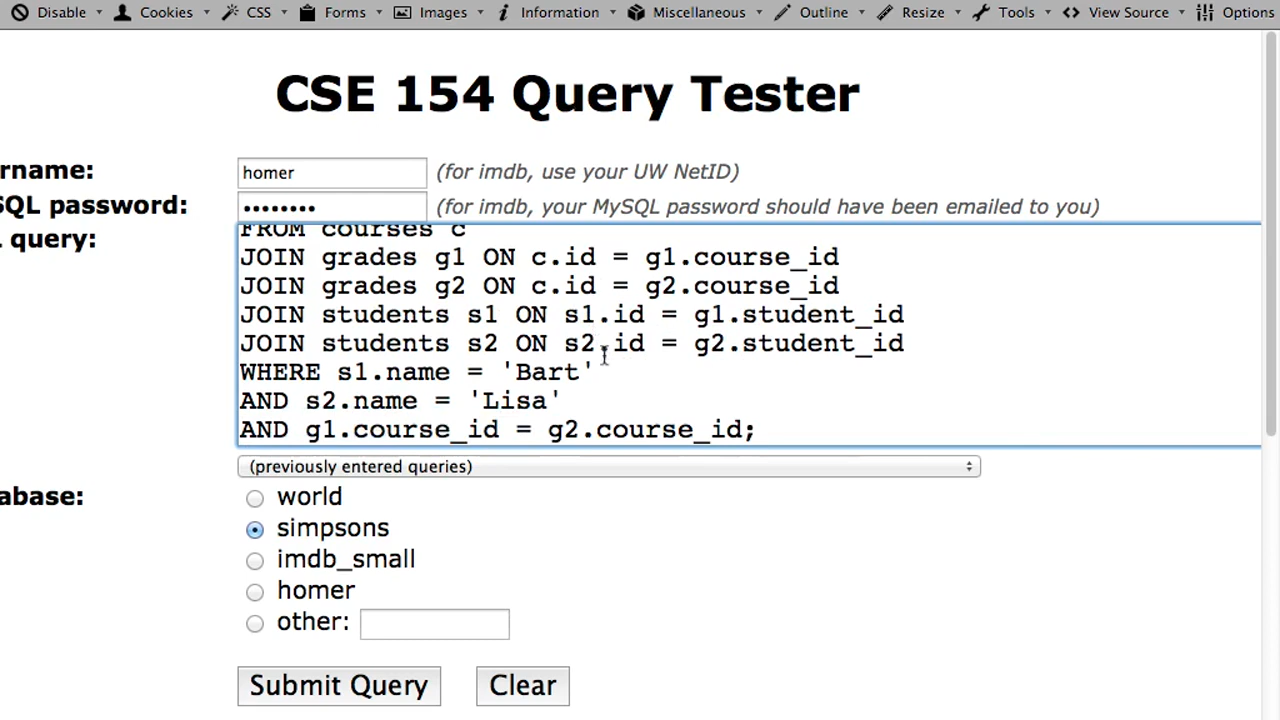 Disable Cookies CSS Forms Images Information Miscellaneous Outline Resize Tools View Source Options
CSE 154 Query Tester
rname: homer (for imdb, use your UW NetID)
SQL password: •••••••• (for imdb, your MySQL password should have been emailed to you)
query:
FROM courses c
JOIN grades g1 ON c.id = g1.course_id
JOIN grades g2 ON c.id = g2.course_id
JOIN students s1 ON s1.id = g1.student_id
JOIN students s2 ON s2.id = g2.student_id
WHERE s1.name = 'Bart'
AND s2.name = 'Lisa'
AND g1.course_id = g2.course_id;
(previously entered queries)
abase: world
simpsons
imdb_small
homer
other:
Submit Query Clear